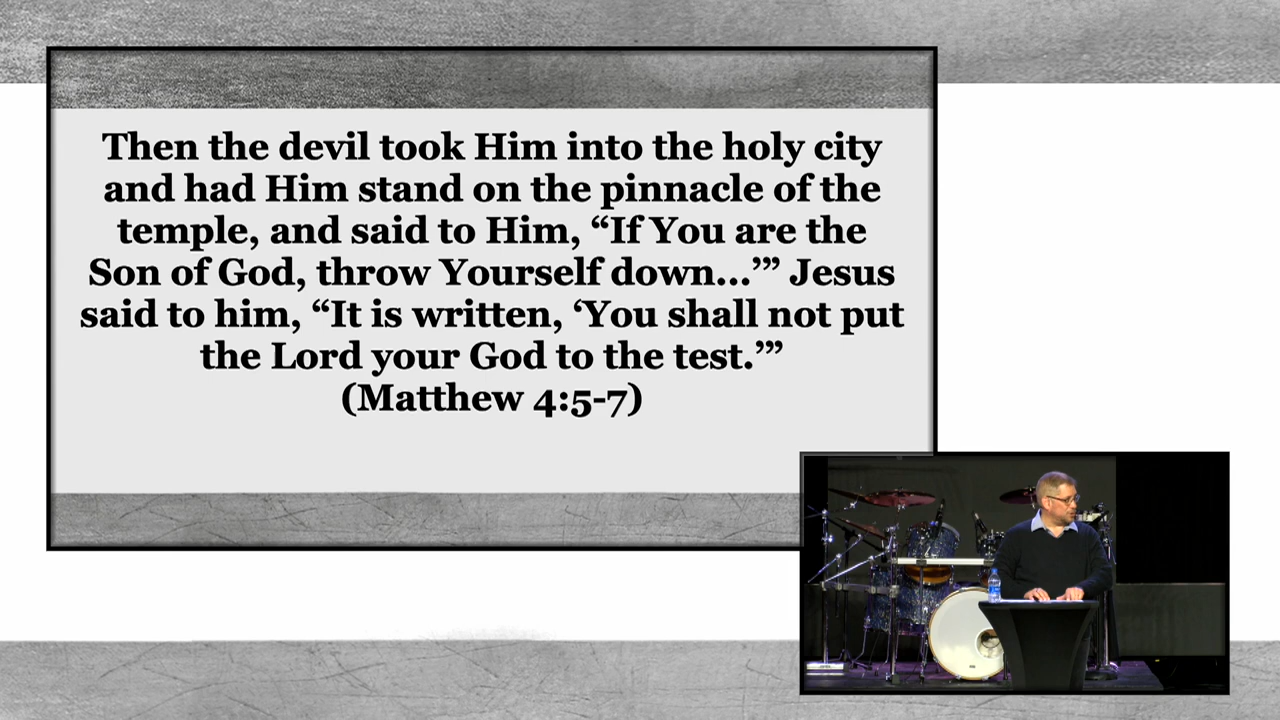 Then the devil took Him into the holy city
and had Him stand on the pinnacle of the
temple, and said to Him, “If You are the
Son of God, throw Yourself down...’” Jesus
said to him, “It is written, ‘You shall not put
the Lord your God to the test.’”
(Matthew 4:5-7)